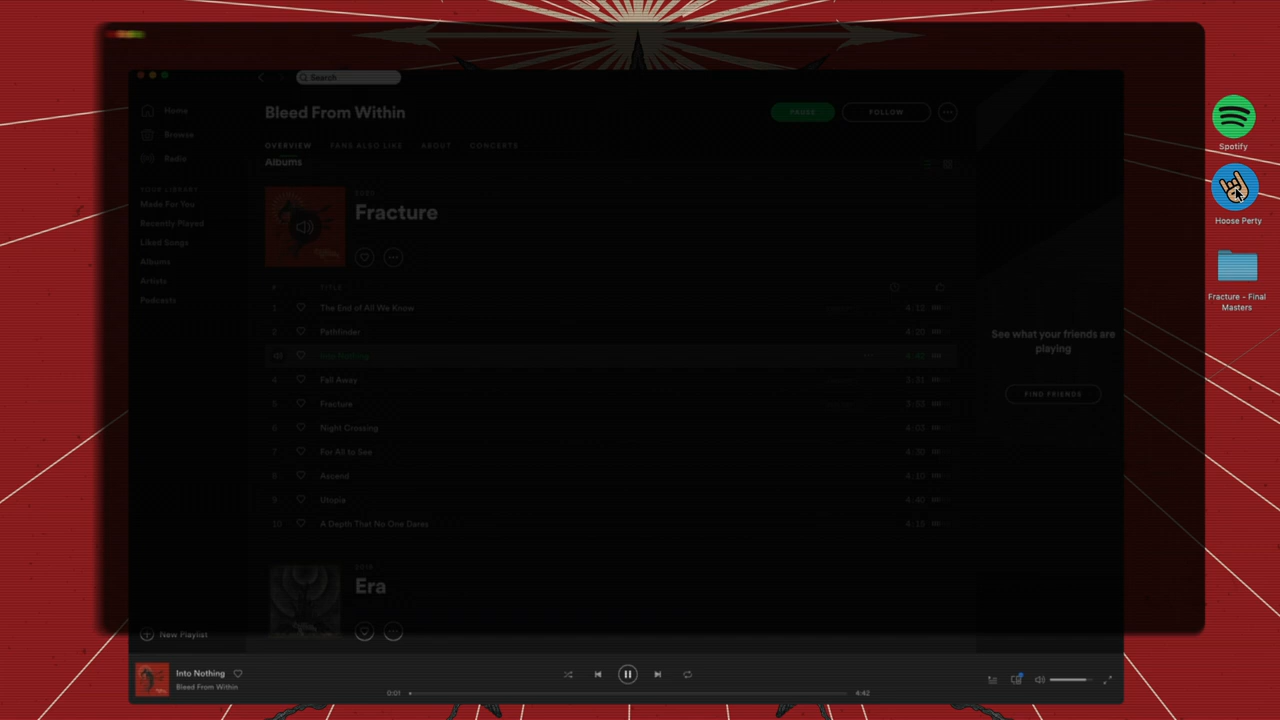 Search
Home
Browse
Radio
YOUR LIBRARY
Made For You
Recently Played
Liked Songs
Albums
Artists
Podcasts
New Playlist
Bleed From Within
PAUSE
FOLLOW
OVERVIEW
FANS ALSO LIKE
ABOUT
CONCERTS
Albums
2020
Fracture
# TITLE
1 The End of All We Know 4:13
2 Pathfinder 4:20
Into Nothing 4:42
4 Fall Away 3:31
5 Fracture 3:53
6 Night Crossing 4:02
7 For All to See 4:30
8 Ascend 4:10
9 Utopia 4:40
10 A Depth That No One Dares 4:19
2018
Era
See what your friends are
playing
FIND FRIENDS
Spotify
Hoose Perty
Fracture - Final
Masters
Into Nothing
Bleed From Within
0:01
4:42